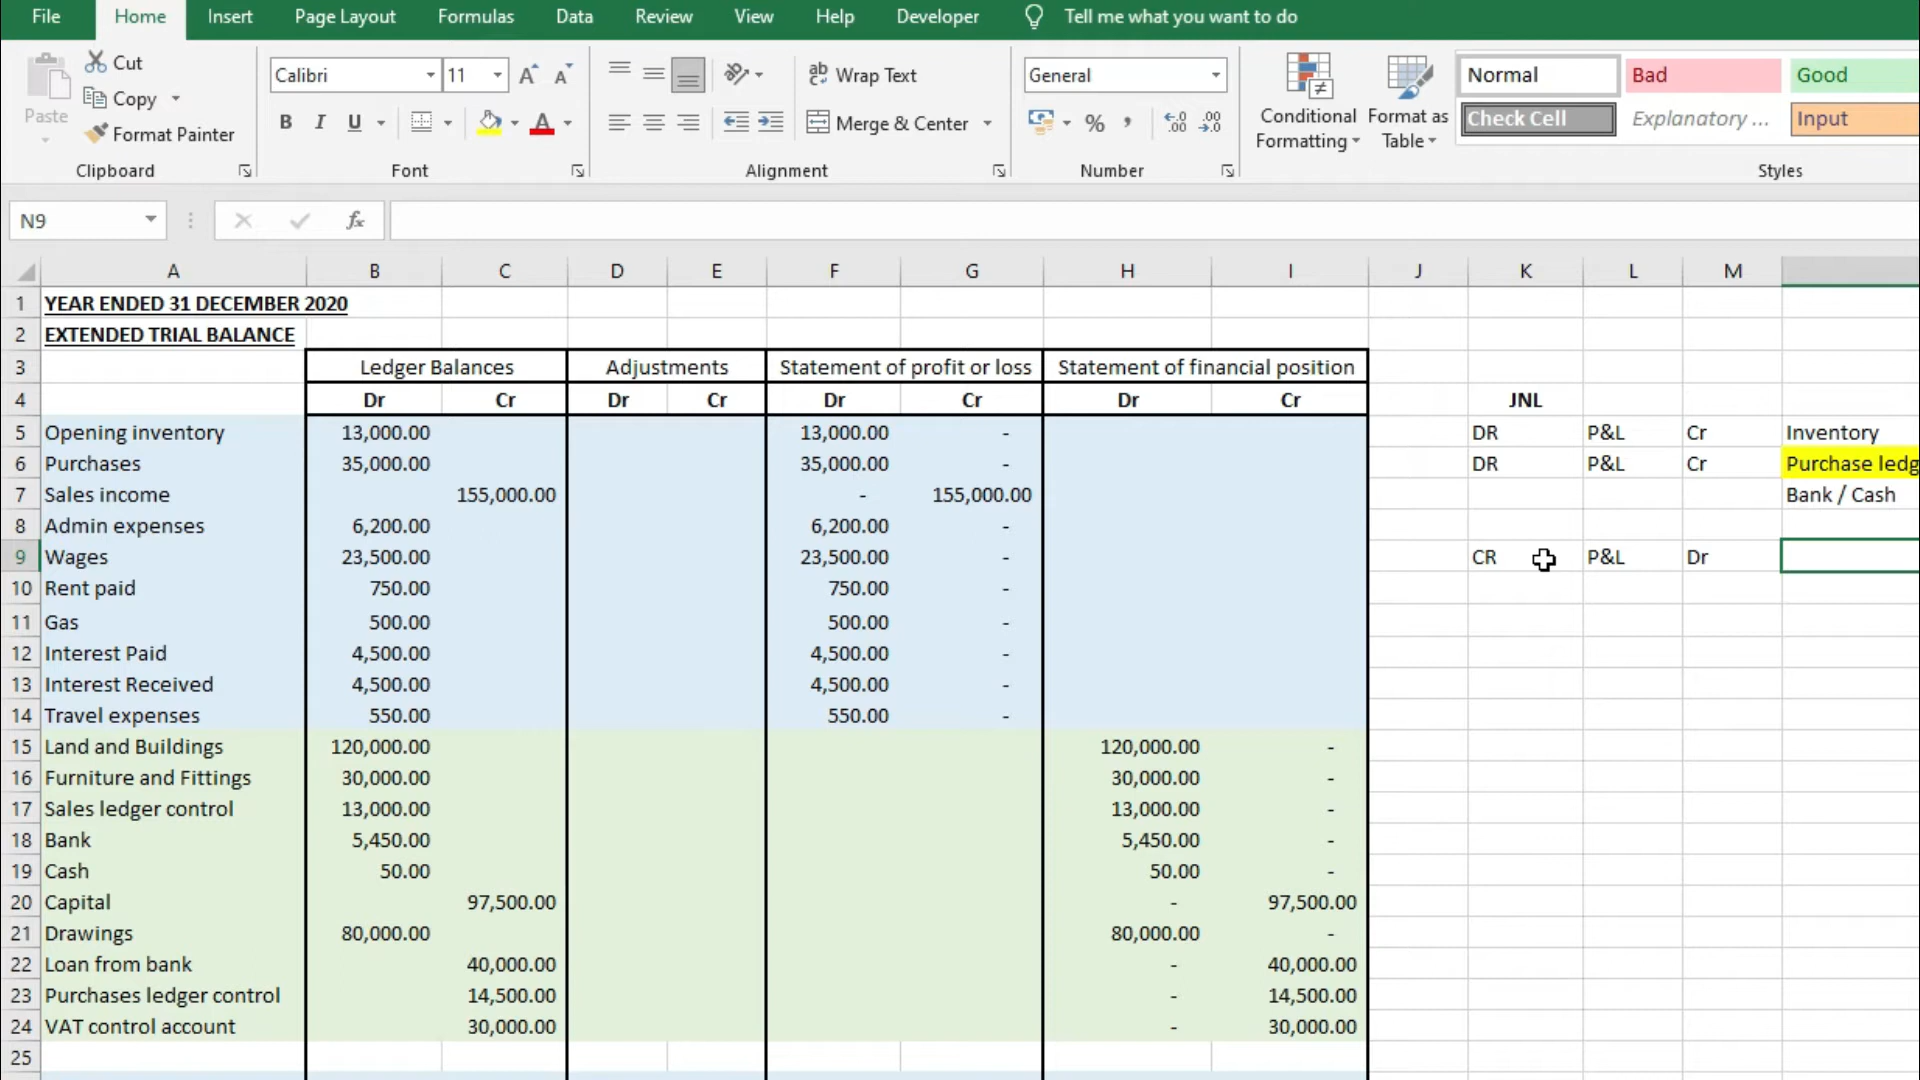 File Home Insert Page Layout Formulas Data Review View Help Developer Tell me what you want to do
Cut
Copy
Format Painter
Paste
Clipboard
Calibri 11 A A
B I U A
Font
ab Wrap Text
Merge & Center
Alignment
General
% , .00 .00
Number
Conditional Formatting
Format as Table
Normal Bad Good
Check Cell Explanatory ... Input
Styles
N9 fx
A B C D E F G H I J K L M
1 YEAR ENDED 31 DECEMBER 2020
2 EXTENDED TRIAL BALANCE
3 Ledger Balances Adjustments Statement of profit or loss Statement of financial position
4 Dr Cr Dr Cr Dr Cr Dr Cr JNL
5 Opening inventory 13,000.00 13,000.00 - DR P&L Cr Inventory
6 Purchases 35,000.00 35,000.00 - DR P&L Cr Purchase ledg
7 Sales income 155,000.00 - 155,000.00 Bank / Cash
8 Admin expenses 6,200.00 6,200.00 -
9 Wages 23,500.00 23,500.00 - CR P&L Dr
10 Rent paid 750.00 750.00 -
11 Gas 500.00 500.00 -
12 Interest Paid 4,500.00 4,500.00 -
13 Interest Received 4,500.00 4,500.00 -
14 Travel expenses 550.00 550.00 -
15 Land and Buildings 120,000.00 120,000.00 -
16 Furniture and Fittings 30,000.00 30,000.00 -
17 Sales ledger control 13,000.00 13,000.00 -
18 Bank 5,450.00 5,450.00 -
19 Cash 50.00 50.00 -
20 Capital 97,500.00 - 97,500.00
21 Drawings 80,000.00 80,000.00 -
22 Loan from bank 40,000.00 - 40,000.00
23 Purchases ledger control 14,500.00 - 14,500.00
24 VAT control account 30,000.00 - 30,000.00
25